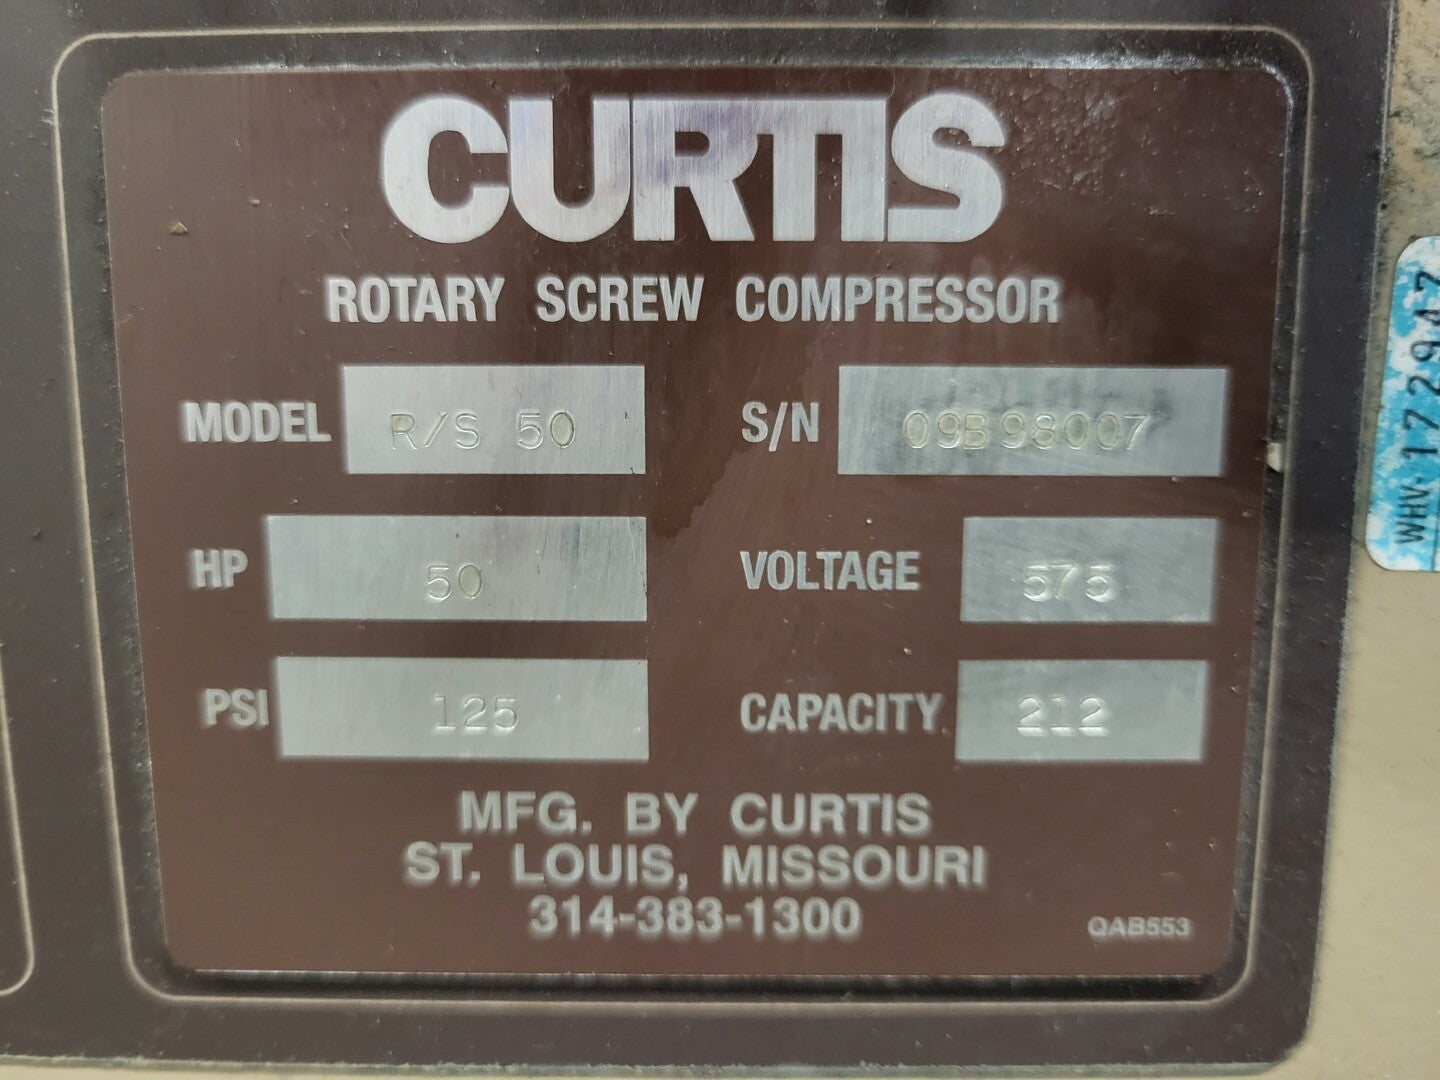 CURTIS
ROTARY SCREW COMPRESSOR
MODEL R/S 50 S/N 09B98007
HP 50 VOLTAGE 575
PSI 125 CAPACITY 212
MFG. BY CURTIS
ST. LOUIS, MISSOURI
314-383-1300
QAB553
WHV-172947